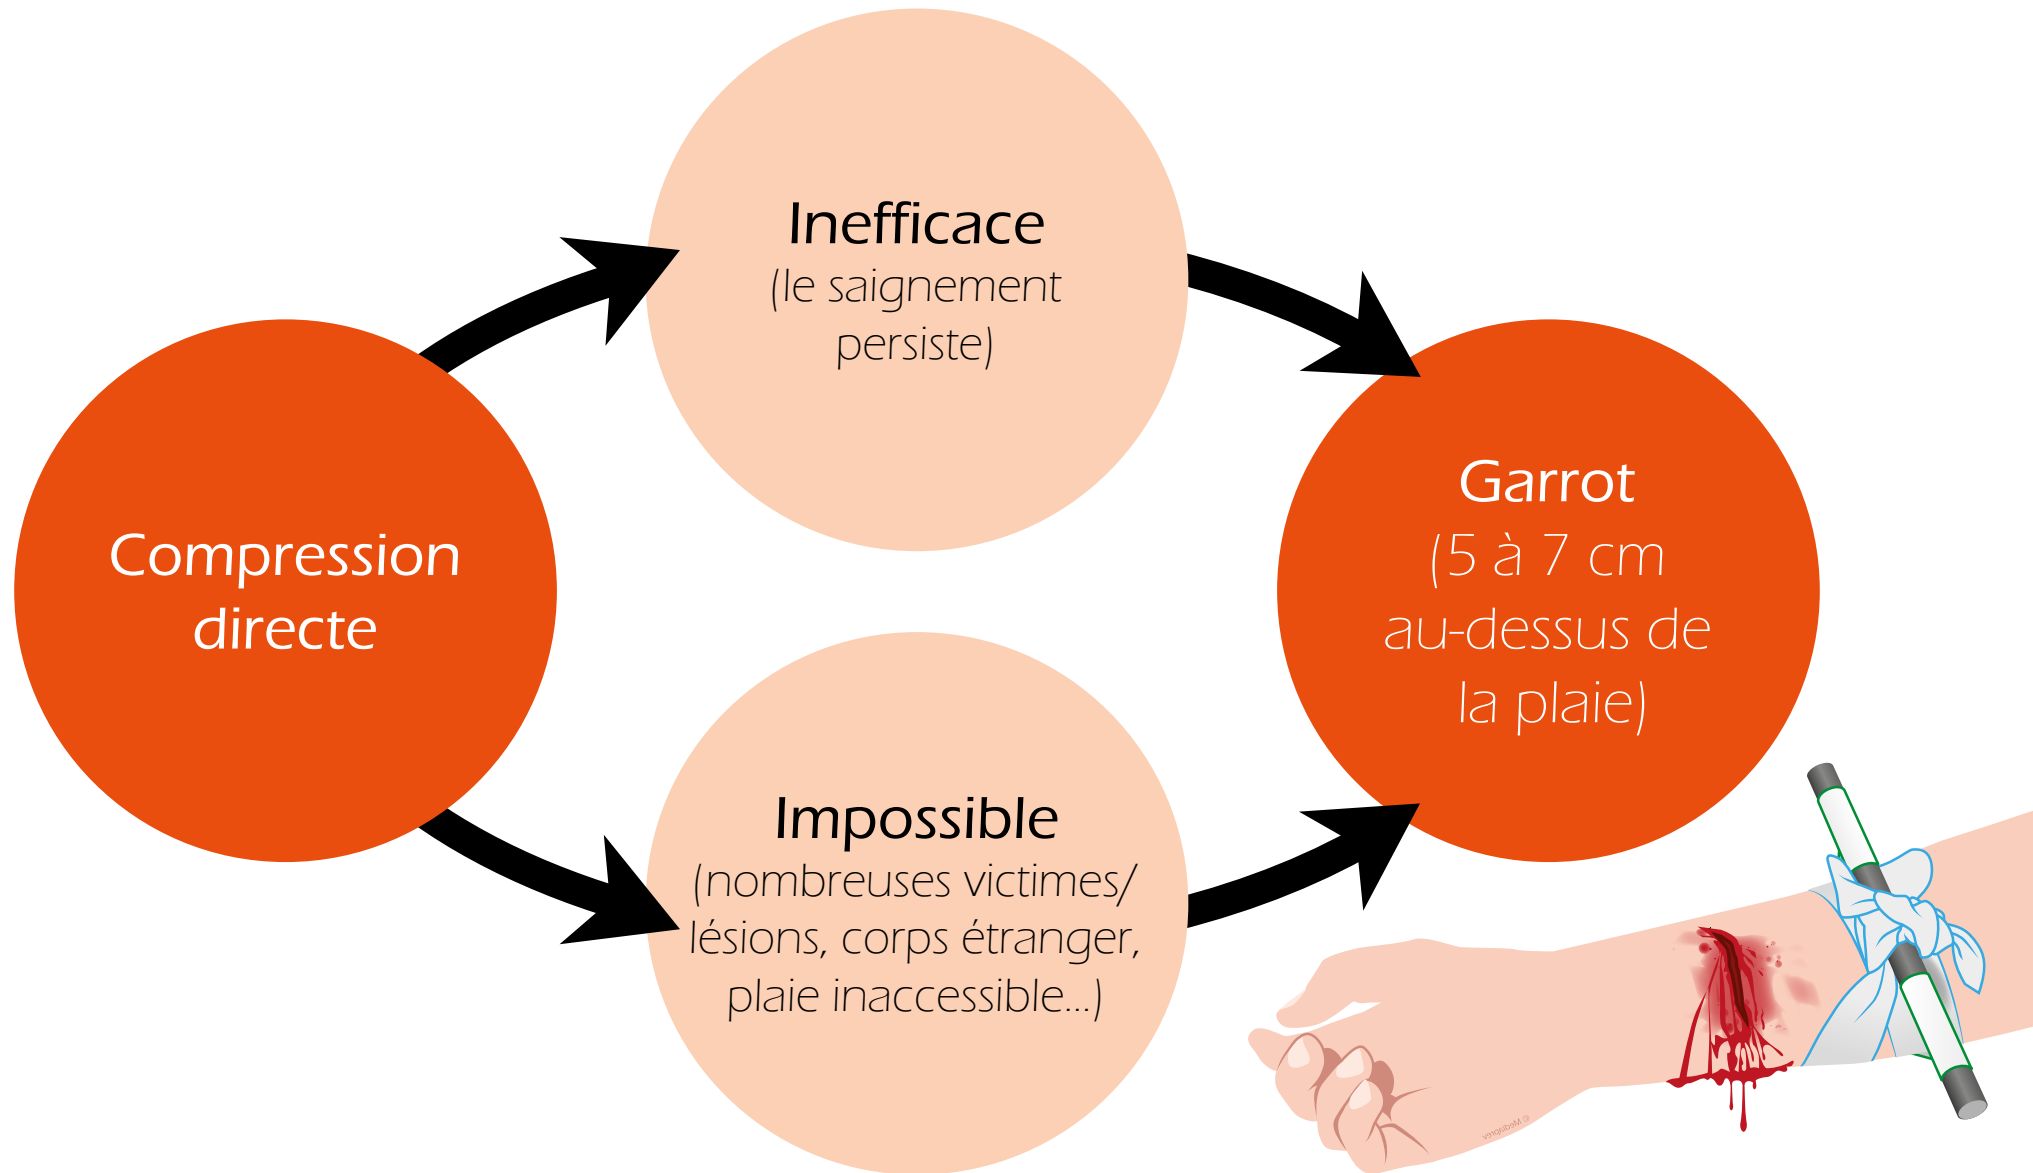 Compression
directe
Inefficace
(le saignement
persiste)
Impossible
(nombreuses victimes/
lésions, corps étranger,
plaie inaccessible...)
Garrot
(5 à 7 cm
au-dessus de
la plaie)